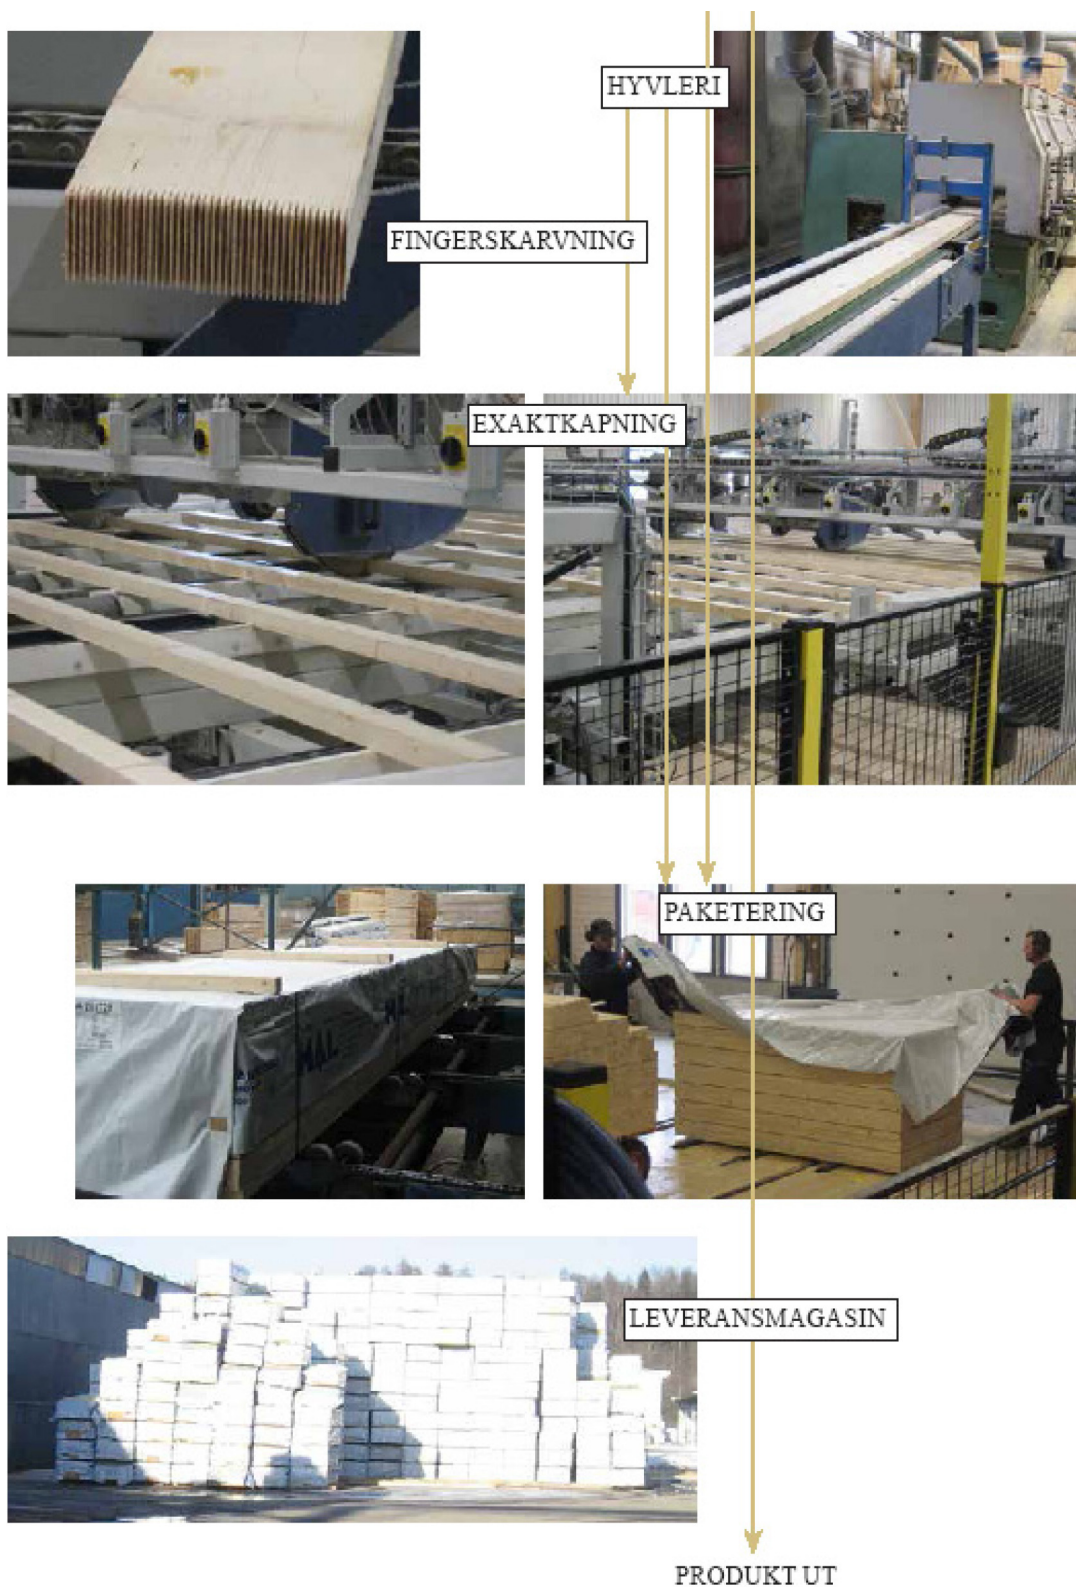 HYVLERI
FINGERSKARVNING
EXAKTKAPNING
PAKETERING
LEVERANSMAGASIN
PRODUKT UT